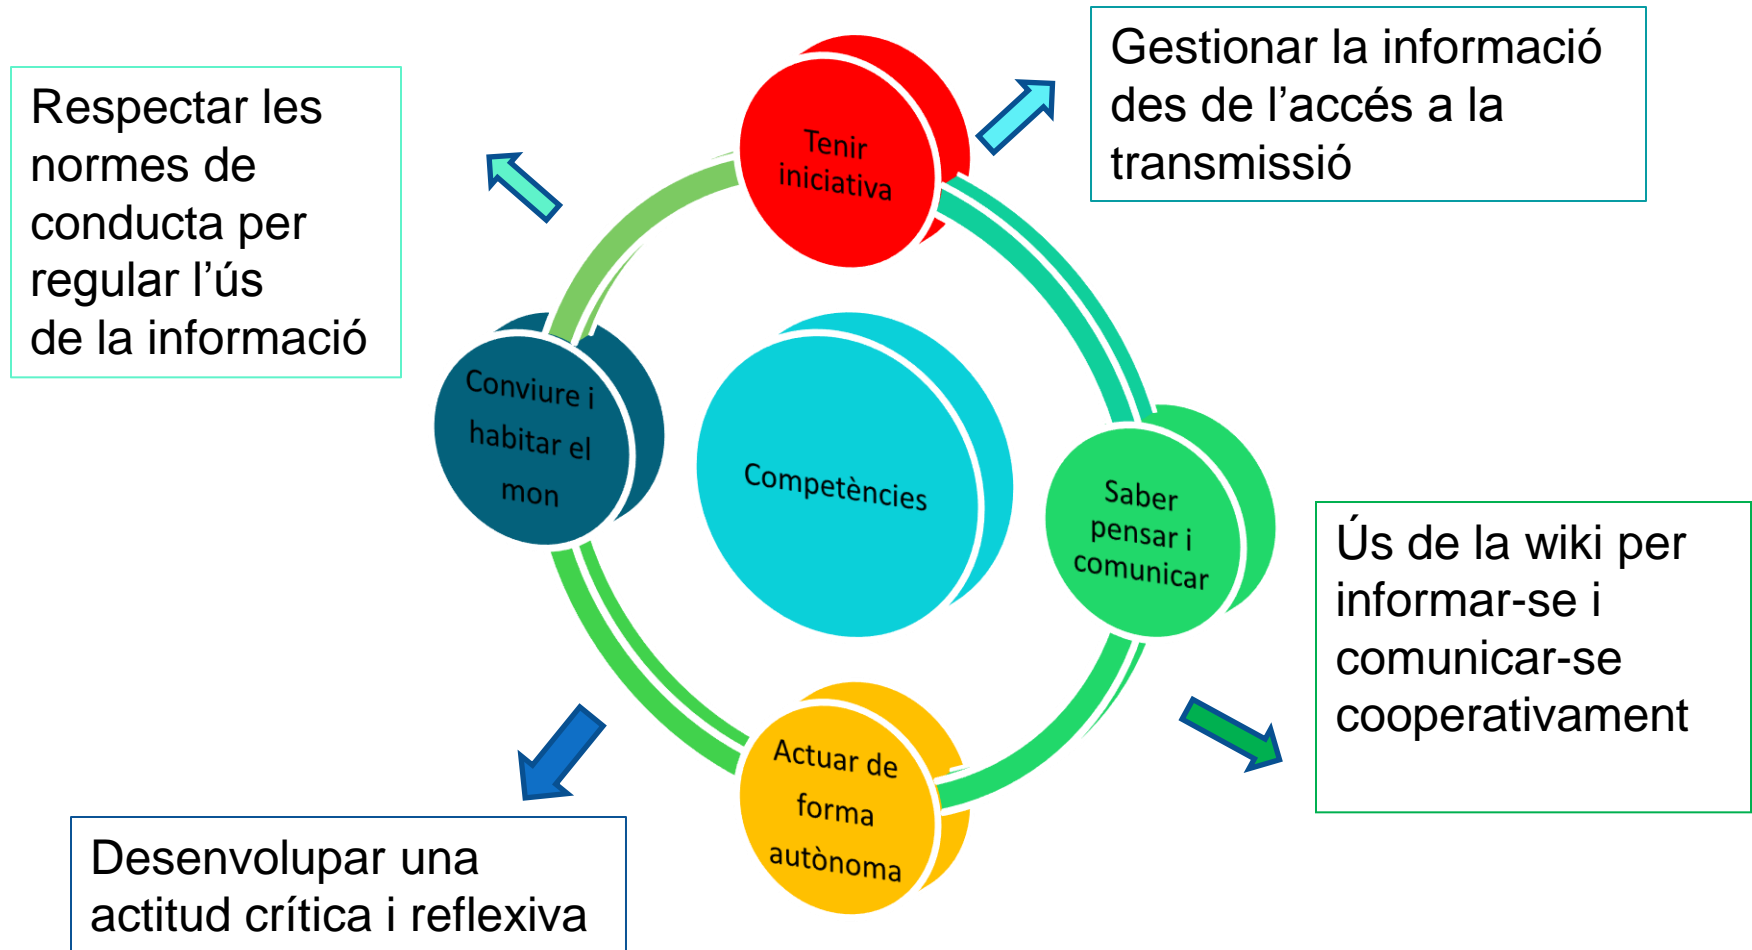 Gestionar la informació
des de l’accés a la
transmissió
Respectar les
normes de
conducta per
regular l’ús
de la informació
Tenir
iniciativa
Conviure i
habitar el
mon
Competències
Saber
pensar i
comunicar
Ús de la wiki per
informar-se i
comunicar-se
cooperativament
Actuar de
forma
autònoma
Desenvolupar una
actitud crítica i reflexiva